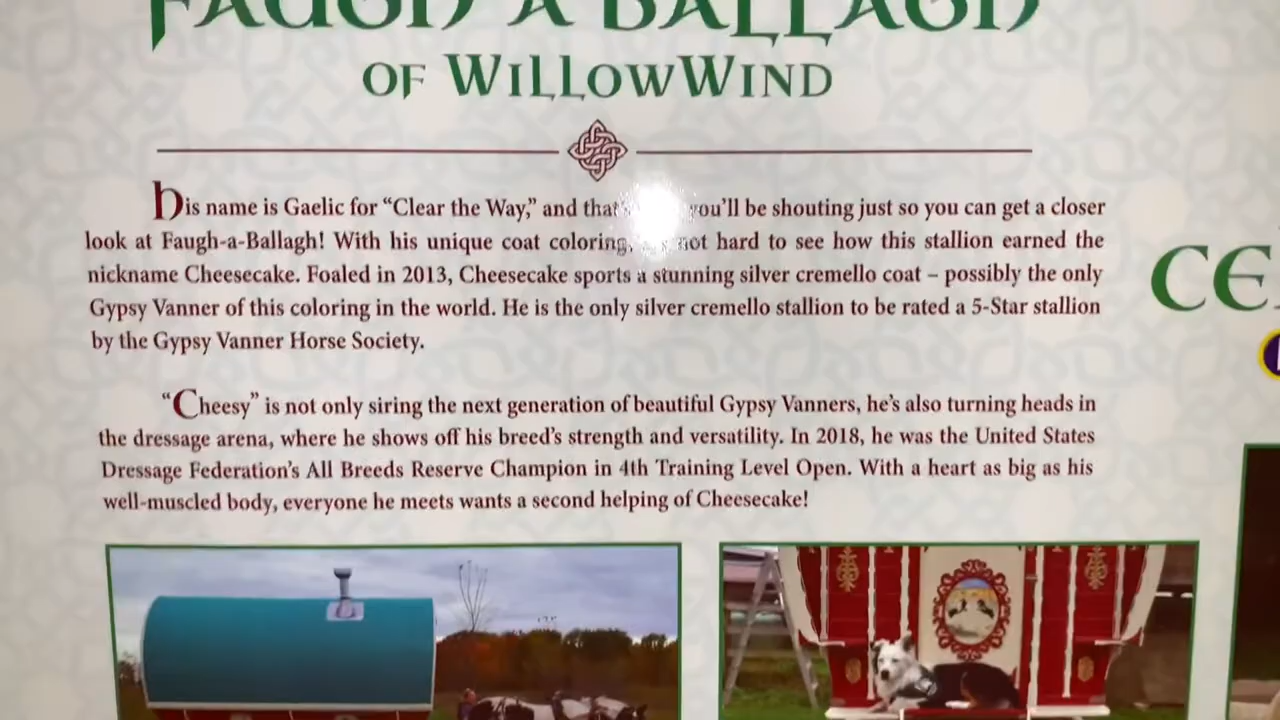 FAUGH A BALLAGH
OF WILLOWWIND
His name is Gaelic for “Clear the Way,” and that's you'll be shouting just so you can get a closer
look at Faugh-a-Ballagh! With his unique coat coloring, not hard to see how this stallion earned the
nickname Cheesecake. Foaled in 2013, Cheesecake sports a stunning silver cremello coat – possibly the only
Gypsy Vanner of this coloring in the world. He is the only silver cremello stallion to be rated a 5-Star stallion
by the Gypsy Vanner Horse Society.
“Cheesy” is not only siring the next generation of beautiful Gypsy Vanners, he's also turning heads in
the dressage arena, where he shows off his breed's strength and versatility. In 2018, he was the United States
Dressage Federation's All Breeds Reserve Champion in 4th Training Level Open. With a heart as big as his
well-muscled body, everyone he meets wants a second helping of Cheesecake!
CE